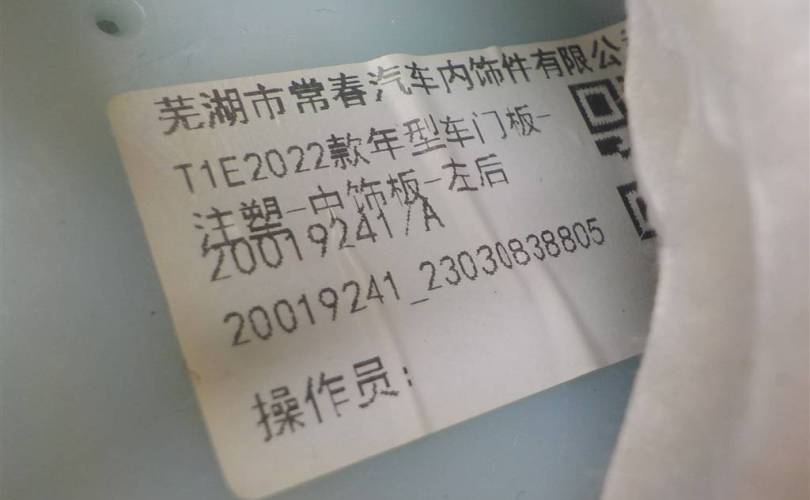 芜湖市常春汽车内饰件有限公
T1E2022款年型车门板-
注塑-中饰板-左后
20019241/A
20019241_23030838805
操作员: